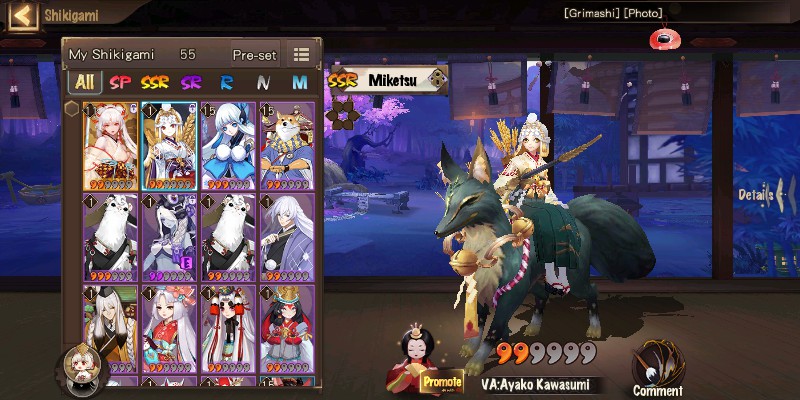 Shikigami
[Grimashi] [Photo]
My Shikigami 55 Pre-set
All SP SSR SR R N M
SSR Miketsu
Details
Promote
VA:Ayako Kawasumi
Comment